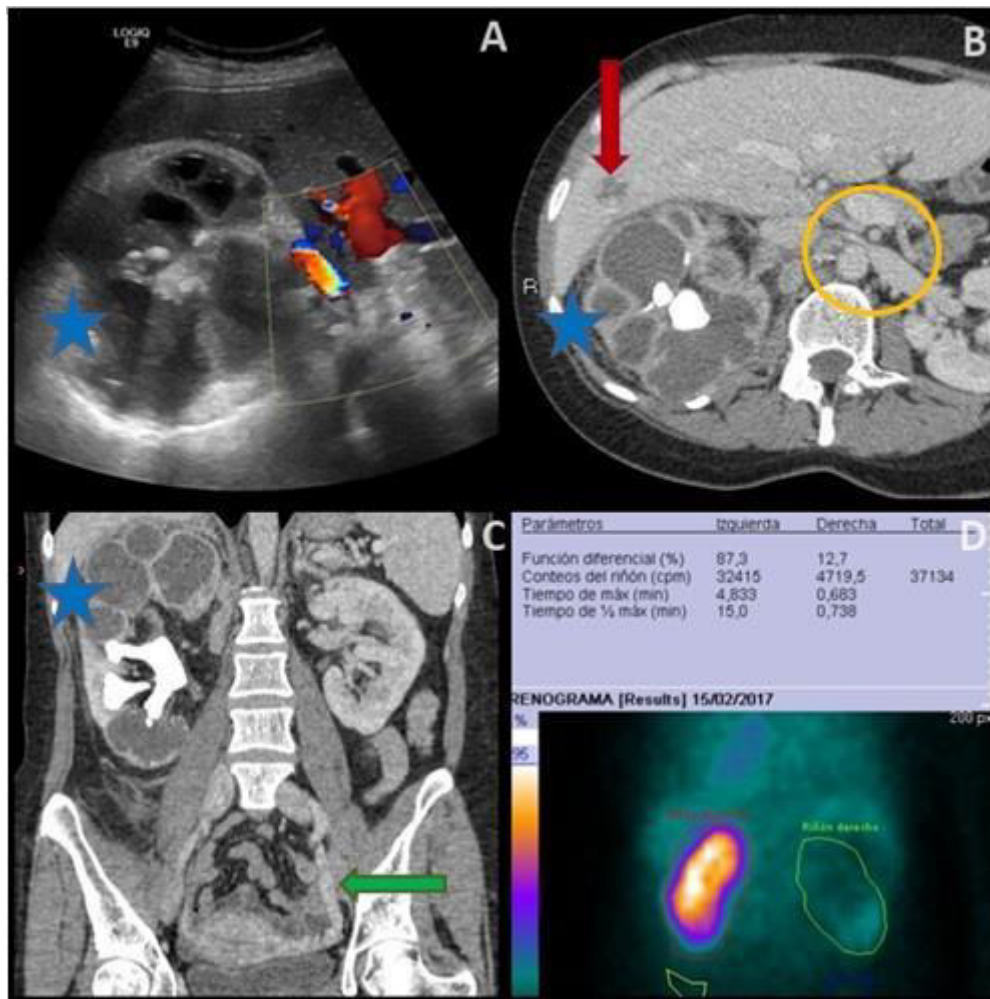 LOGIQ
E9
A
B
R
C
D
Parámetros Izquierda Derecha Total
Función diferencial (%) 87,3 12,7
Conteos del riñón (cpm) 32415 4719,5 37134
Tiempo de máx (min) 4,833 0,683
Tiempo de ½ máx (min) 15,0 0,738
RENOGRAMA [Results] 15/02/2017
200 px
%
95
Riñón derecho